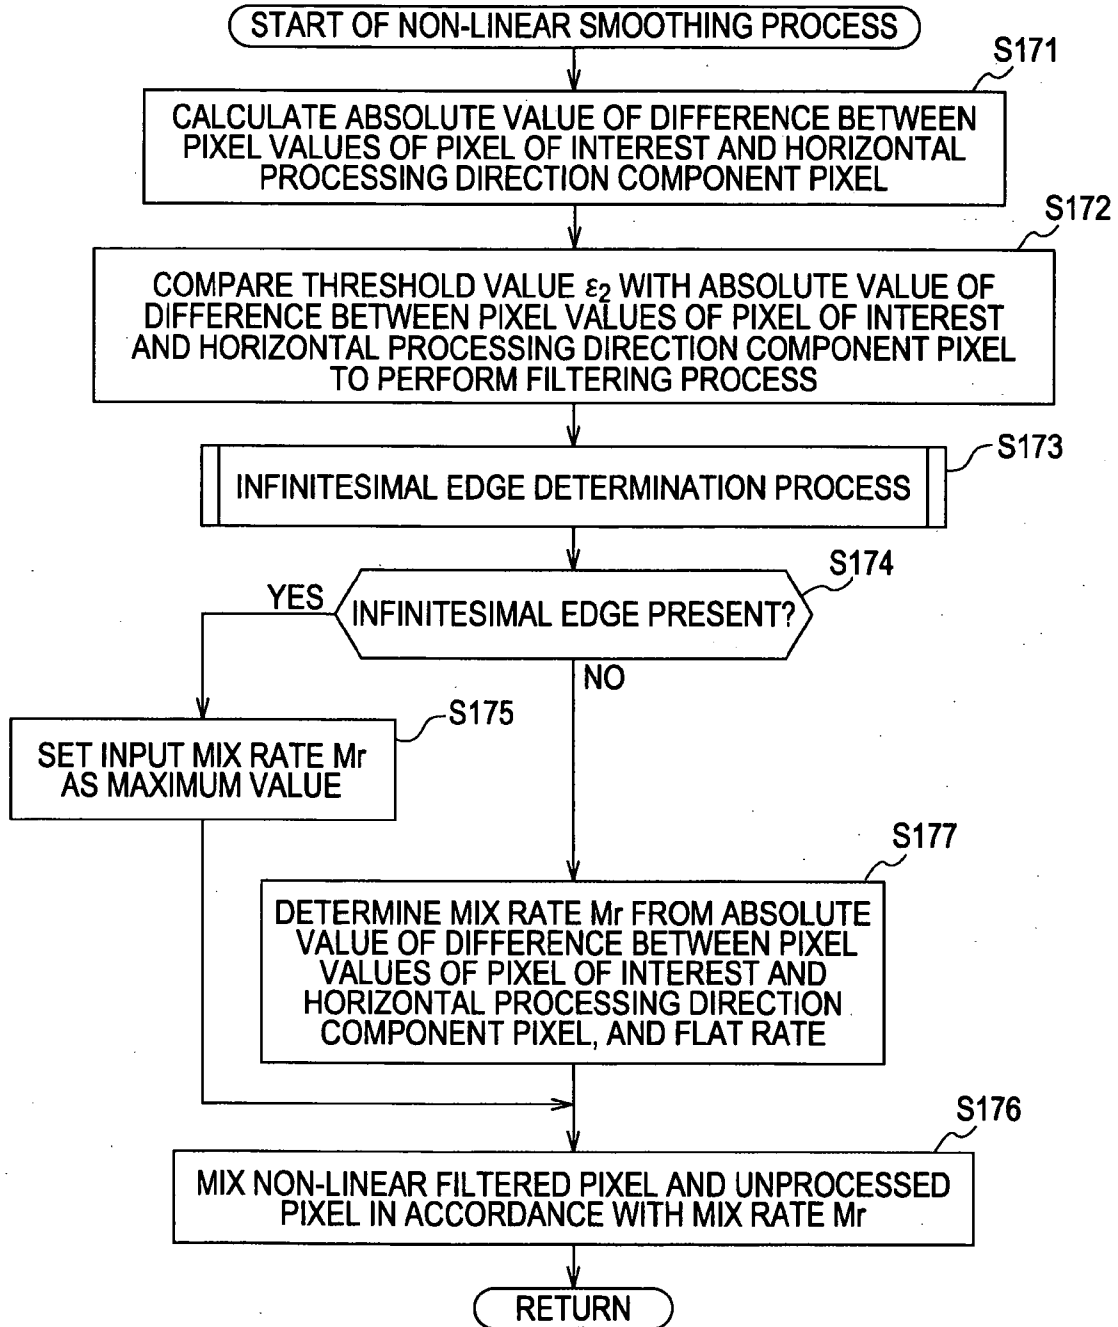 START OF NON-LINEAR SMOOTHING PROCESS
S171
CALCULATE ABSOLUTE VALUE OF DIFFERENCE BETWEEN
PIXEL VALUES OF PIXEL OF INTEREST AND HORIZONTAL
PROCESSING DIRECTION COMPONENT PIXEL
S172
COMPARE THRESHOLD VALUE ε2 WITH ABSOLUTE VALUE OF
DIFFERENCE BETWEEN PIXEL VALUES OF PIXEL OF INTEREST
AND HORIZONTAL PROCESSING DIRECTION COMPONENT PIXEL
TO PERFORM FILTERING PROCESS
S173
INFINITESIMAL EDGE DETERMINATION PROCESS
S174
INFINITESIMAL EDGE PRESENT?
YES
NO
S175
SET INPUT MIX RATE Mr
AS MAXIMUM VALUE
S177
DETERMINE MIX RATE Mr FROM ABSOLUTE
VALUE OF DIFFERENCE BETWEEN PIXEL
VALUES OF PIXEL OF INTEREST AND
HORIZONTAL PROCESSING DIRECTION
COMPONENT PIXEL, AND FLAT RATE
S176
MIX NON-LINEAR FILTERED PIXEL AND UNPROCESSED
PIXEL IN ACCORDANCE WITH MIX RATE Mr
RETURN